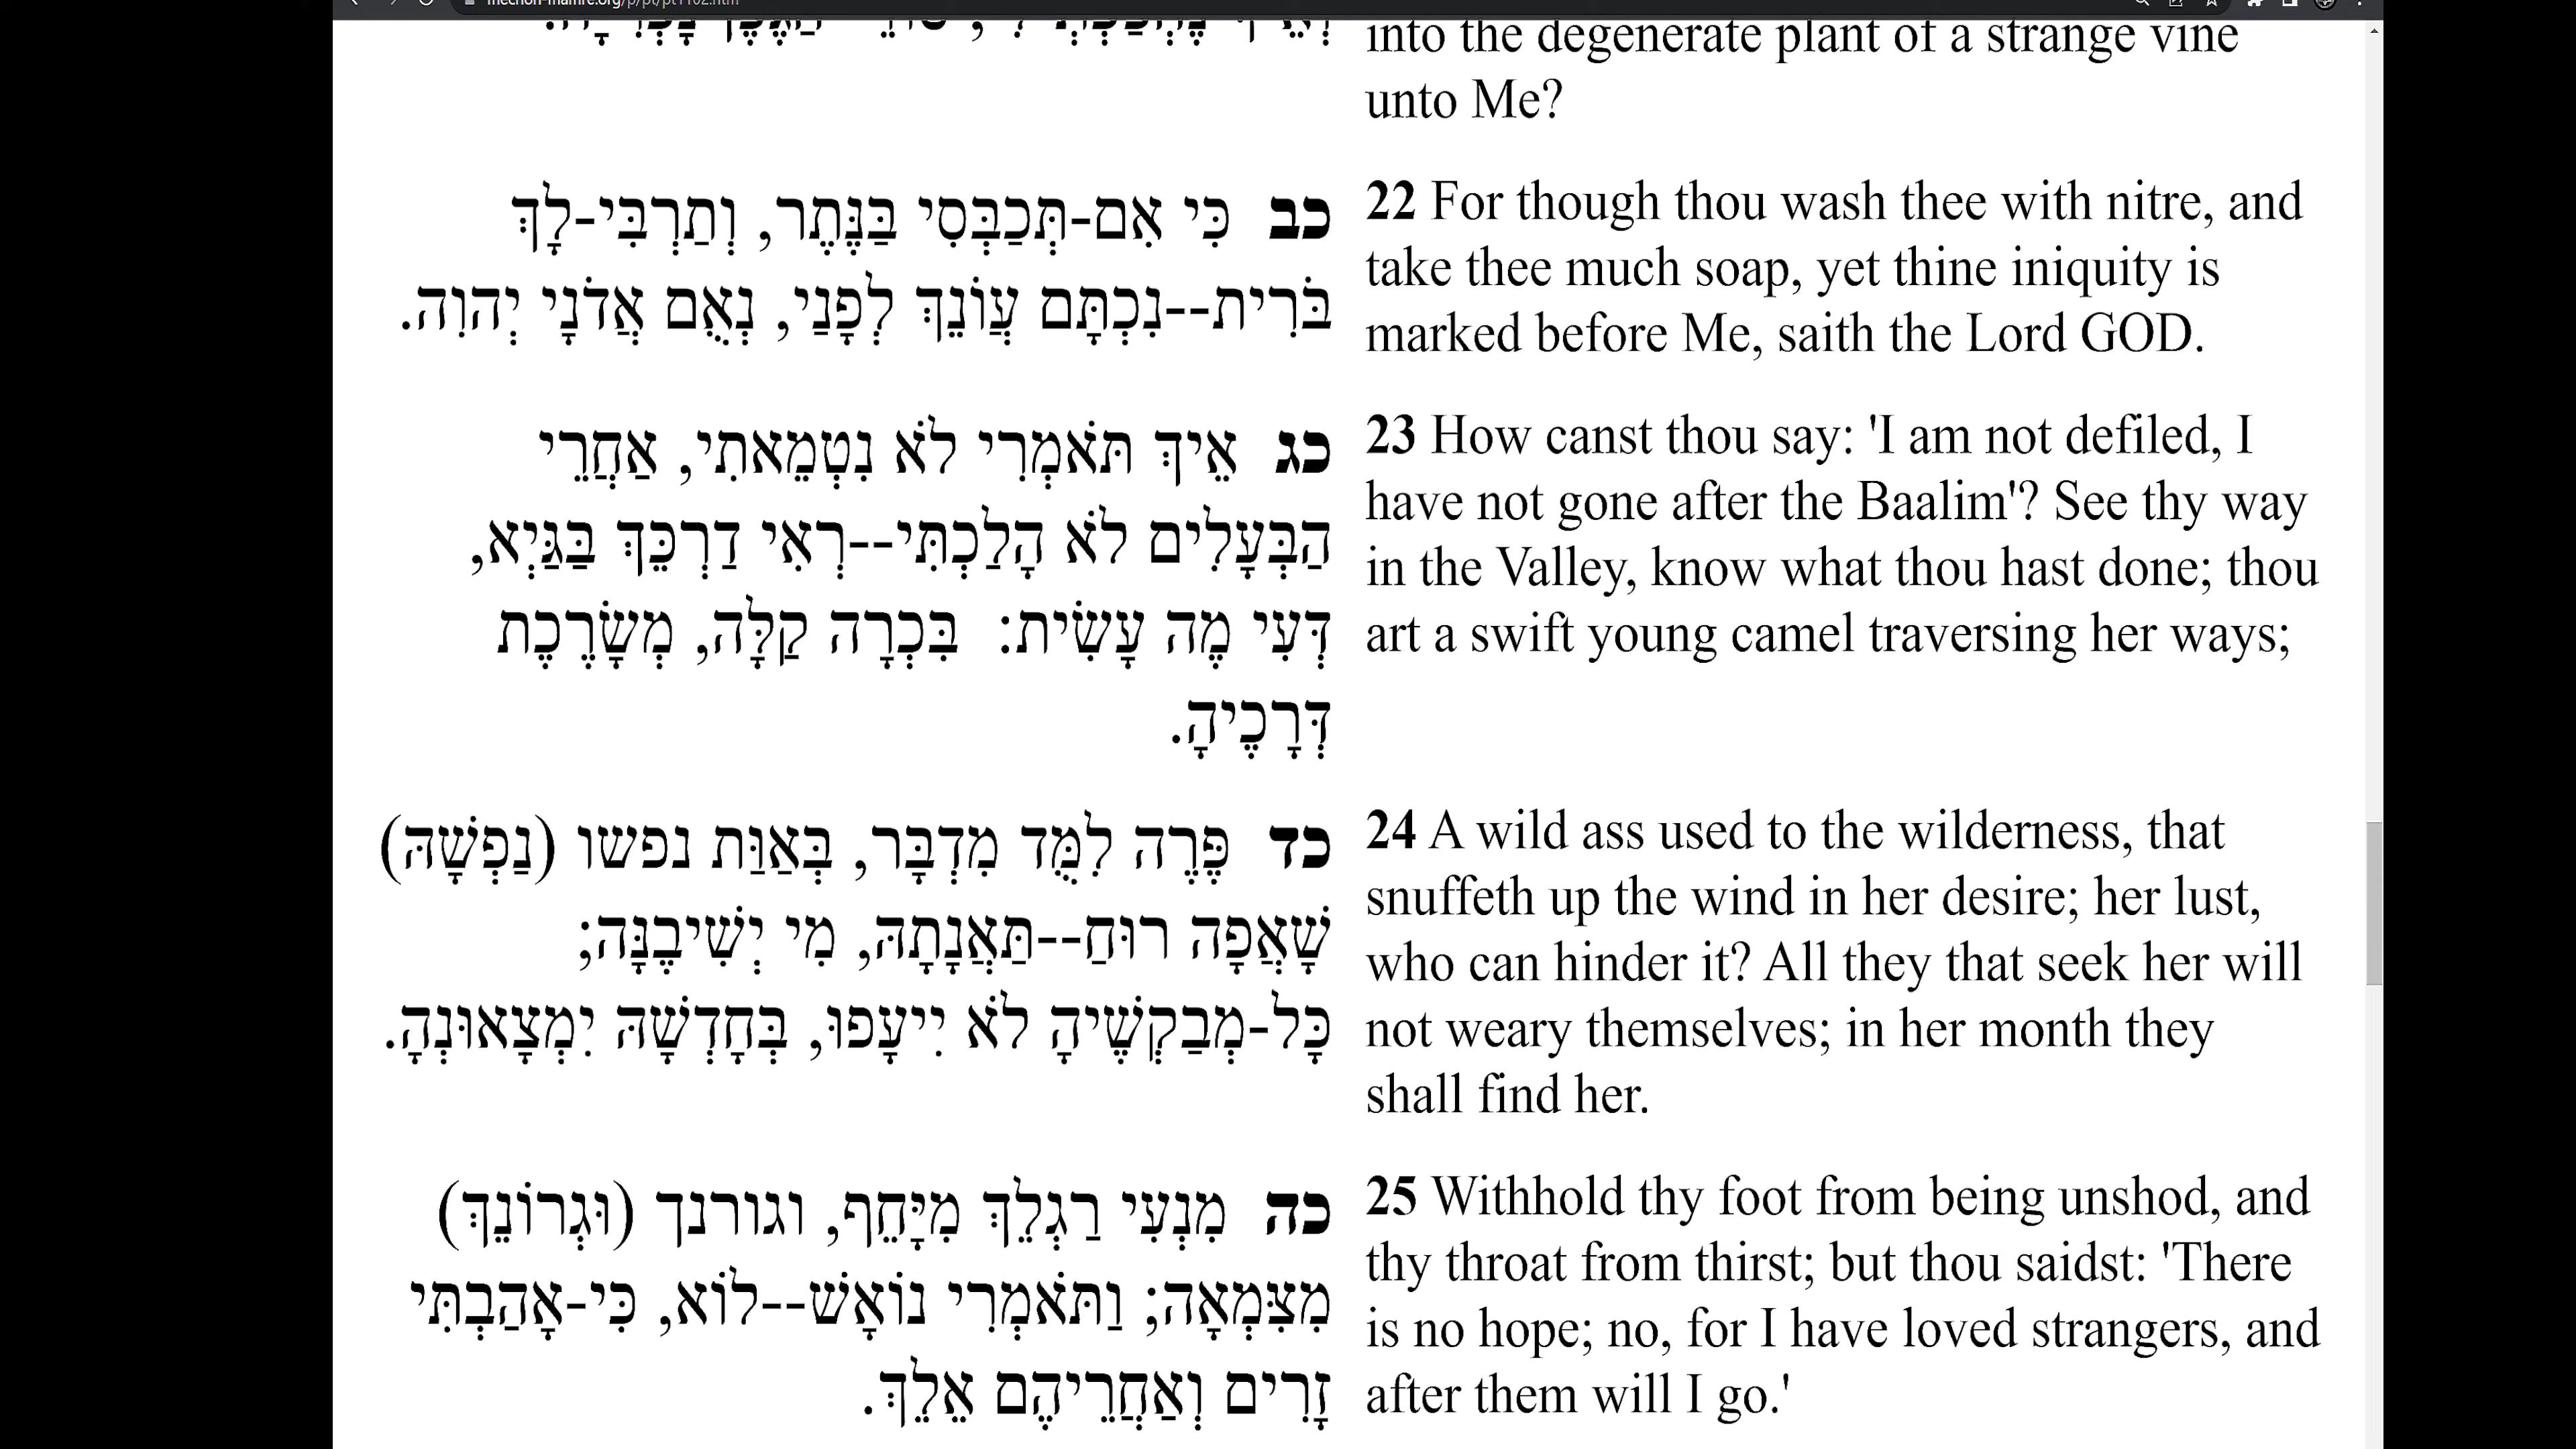 mechon-mamre.org/p/pt/pt1102.htm
into the degenerate plant of a strange vine
unto Me?
כב כִּי אִם-תְּכַבְּסִי בַּנֶּתֶר, וְתַרְבִּי-לָךְ
בֹּרִית--נִכְתָּם עֲוֺנֵךְ לְפָנַי, נְאֻם אֲדֹנָי יְהוִה.
22 For though thou wash thee with nitre, and
take thee much soap, yet thine iniquity is
marked before Me, saith the Lord GOD.
כג אֵיךְ תֹּאמְרִי לֹא נִטְמֵאתִי, אַחֲרֵי
הַבְּעָלִים לֹא הָלַכְתִּי--רְאִי דַרְכֵּךְ בַּגַּיְא,
דְּעִי מֶה עָשִׂית: בִּכְרָה קַלָּה, מְשָׂרֶכֶת
דְּרָכֶיהָ.
23 How canst thou say: 'I am not defiled, I
have not gone after the Baalim'? See thy way
in the Valley, know what thou hast done; thou
art a swift young camel traversing her ways;
כד פֶּרֶה לִמֻּד מִדְבָּר, בְּאַוַּת נפשו (נַפְשָׁהּ)
שָׁאֲפָה רוּחַ--תַּאֲנָתָהּ, מִי יְשִׁיבֶנָּה;
כָּל-מְבַקְשֶׁיהָ לֹא יִיעָפוּ, בְּחָדְשָׁהּ יִמְצָאוּנְהָ.
24 A wild ass used to the wilderness, that
snuffeth up the wind in her desire; her lust,
who can hinder it? All they that seek her will
not weary themselves; in her month they
shall find her.
כה מִנְעִי רַגְלֵךְ מִיָּחֵף, וגורנך (וּגְרוֹנֵךְ)
מִצִּמְאָה; וַתֹּאמְרִי נוֹאָשׁ--לוֹא, כִּי-אָהַבְתִּי
זָרִים וְאַחֲרֵיהֶם אֵלֵךְ.
25 Withhold thy foot from being unshod, and
thy throat from thirst; but thou saidst: 'There
is no hope; no, for I have loved strangers, and
after them will I go.'